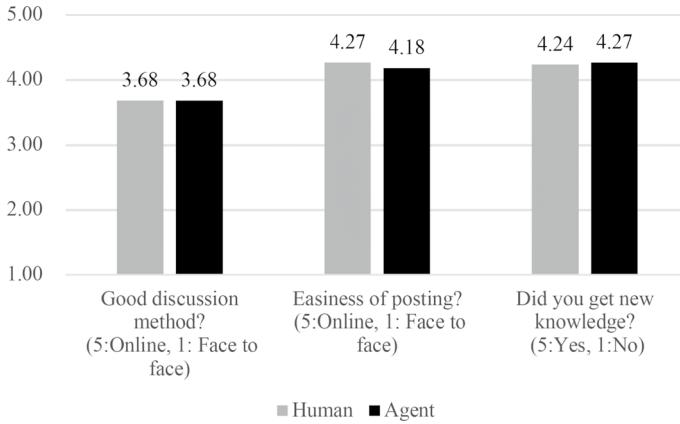 5.00
4.00
3.00
2.00
1.00
3.68 3.68
4.27 4.18
4.24 4.27
Good discussion
method?
(5:Online, 1: Face to
face)
Easiness of posting?
(5:Online, 1: Face to
face)
Did you get new
knowledge?
(5:Yes, 1:No)
Human Agent